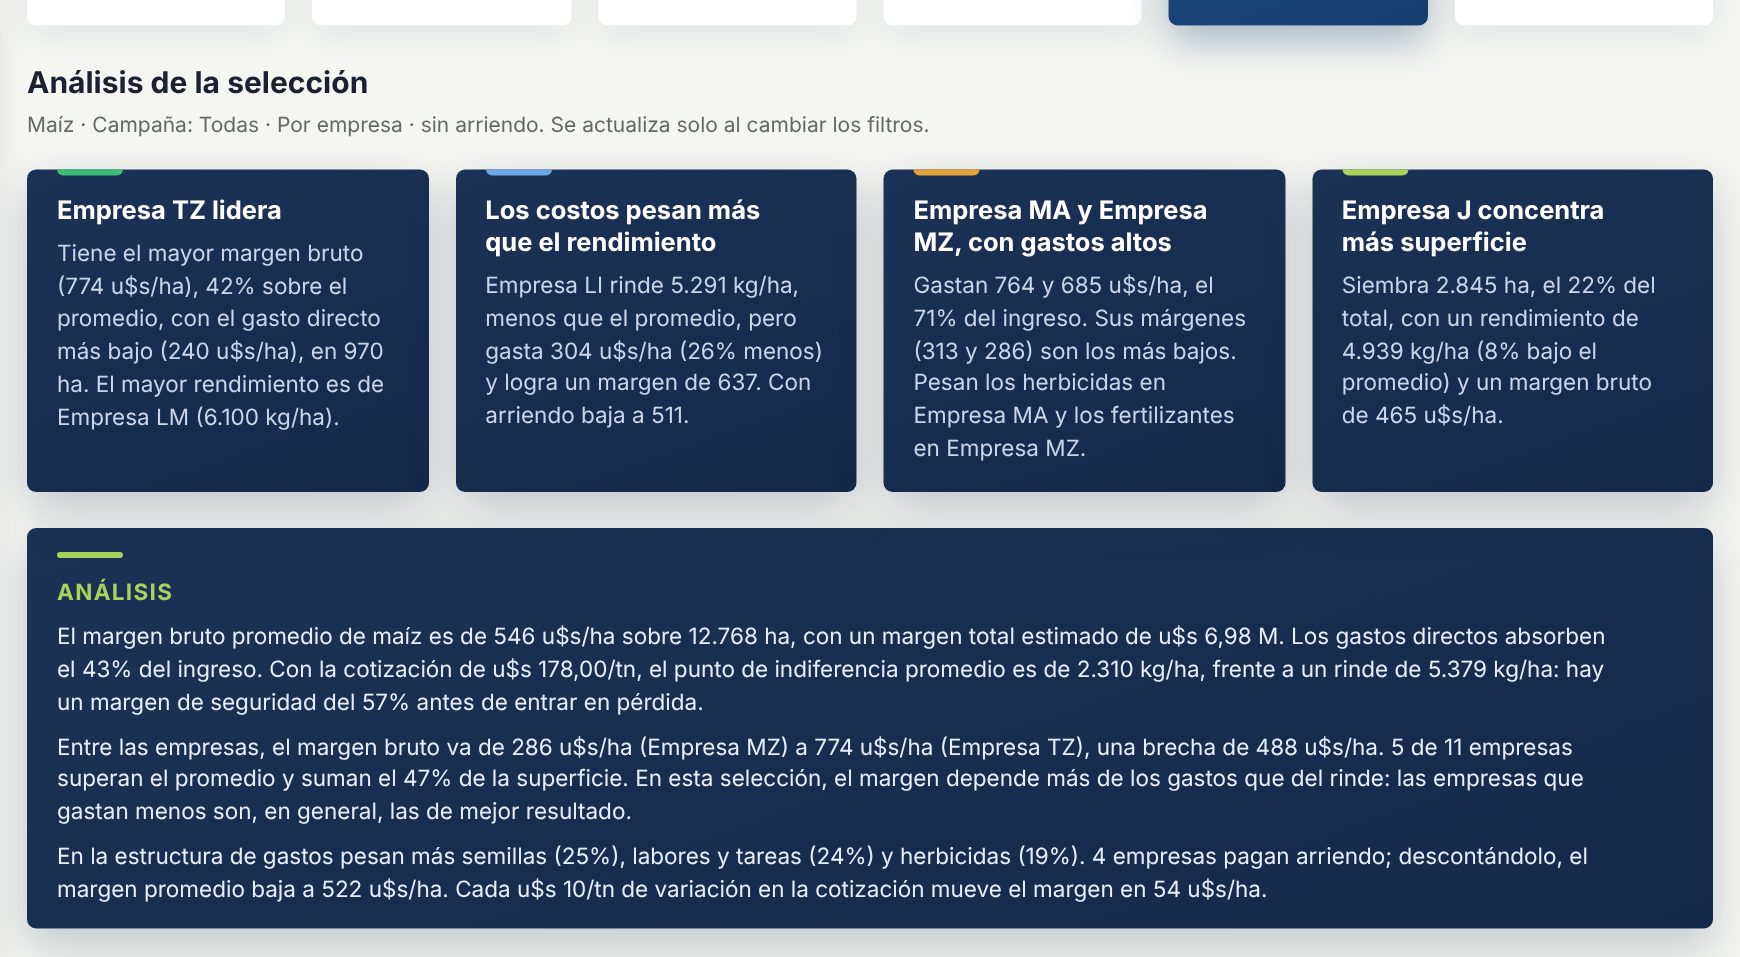 Análisis de la selección
Maíz · Campaña: Todas · Por empresa · sin arriendo. Se actualiza solo al cambiar los filtros.
Empresa TZ lidera
Tiene el mayor margen bruto
(774 u$s/ha), 42% sobre el
promedio, con el gasto directo
más bajo (240 u$s/ha), en 970
ha. El mayor rendimiento es de
Empresa LM (6.100 kg/ha).
Los costos pesan más
que el rendimiento
Empresa LI rinde 5.291 kg/ha,
menos que el promedio, pero
gasta 304 u$s/ha (26% menos)
y logra un margen de 637. Con
arriendo baja a 511.
Empresa MA y Empresa
MZ, con gastos altos
Gastan 764 y 685 u$s/ha, el
71% del ingreso. Sus márgenes
(313 y 286) son los más bajos.
Pesan los herbicidas en
Empresa MA y los fertilizantes
en Empresa MZ.
Empresa J concentra
más superficie
Siembra 2.845 ha, el 22% del
total, con un rendimiento de
4.939 kg/ha (8% bajo el
promedio) y un margen bruto
de 465 u$s/ha.
ANÁLISIS
El margen bruto promedio de maíz es de 546 u$s/ha sobre 12.768 ha, con un margen total estimado de u$s 6,98 M. Los gastos directos absorben
el 43% del ingreso. Con la cotización de u$s 178,00/tn, el punto de indiferencia promedio es de 2.310 kg/ha, frente a un rinde de 5.379 kg/ha: hay
un margen de seguridad del 57% antes de entrar en pérdida.
Entre las empresas, el margen bruto va de 286 u$s/ha (Empresa MZ) a 774 u$s/ha (Empresa TZ), una brecha de 488 u$s/ha. 5 de 11 empresas
superan el promedio y suman el 47% de la superficie. En esta selección, el margen depende más de los gastos que del rinde: las empresas que
gastan menos son, en general, las de mejor resultado.
En la estructura de gastos pesan más semillas (25%), labores y tareas (24%) y herbicidas (19%). 4 empresas pagan arriendo; descontándolo, el
margen promedio baja a 522 u$s/ha. Cada u$s 10/tn de variación en la cotización mueve el margen en 54 u$s/ha.